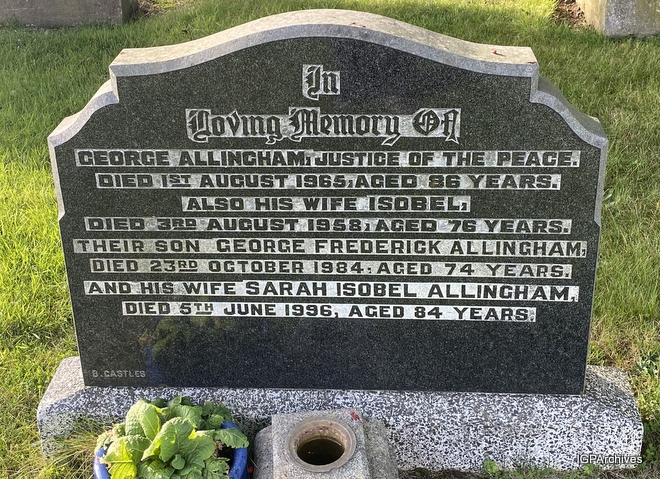 In
Loving Memory Of
GEORGE ALLINGHAM, JUSTICE OF THE PEACE,
DIED 1ST AUGUST 1965, AGED 86 YEARS.
ALSO HIS WIFE ISOBEL,
DIED 3RD AUGUST 1958, AGED 76 YEARS.
THEIR SON GEORGE FREDERICK ALLINGHAM,
DIED 23RD OCTOBER 1984, AGED 74 YEARS.
AND HIS WIFE SARAH ISOBEL ALLINGHAM,
DIED 5TH JUNE 1996, AGED 84 YEARS.
B. CASTLES
IGPArchives